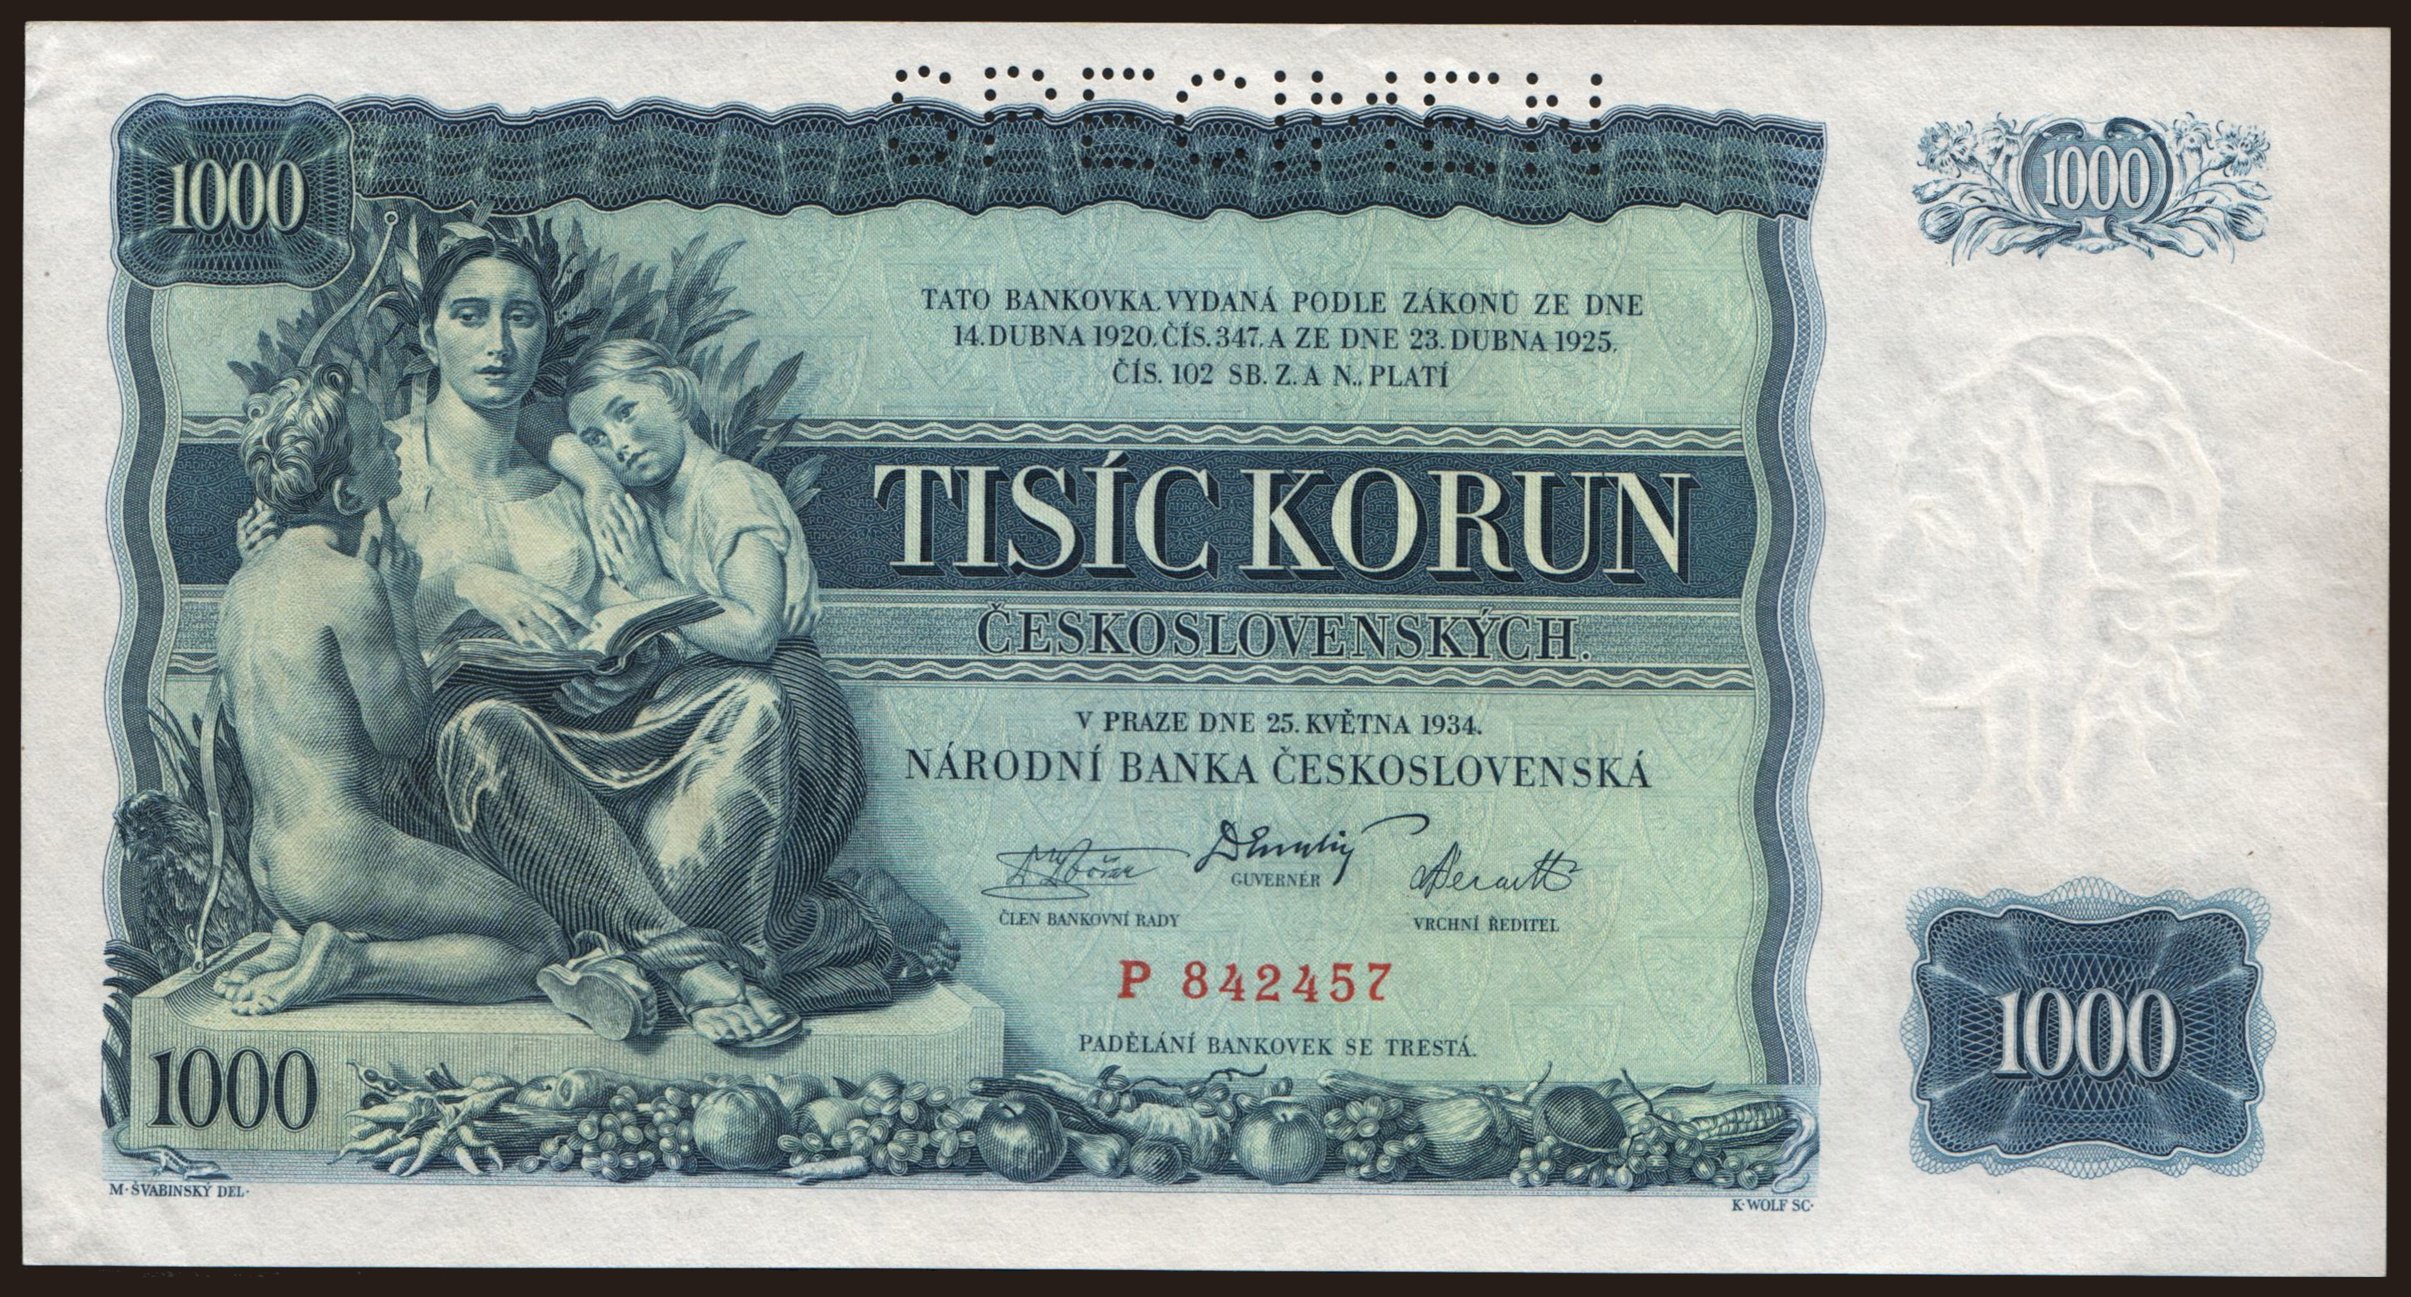 SPECIMEN
1000
1000
TATO BANKOVKA, VYDANÁ PODLE ZÁKONŮ ZE DNE
14. DUBNA 1920, ČÍS. 347, A ZE DNE 23. DUBNA 1925,
ČÍS. 102 SB. Z. A N., PLATÍ
TISÍC KORUN
ČESKOSLOVENSKÝCH.
V PRAZE DNE 25. KVĚTNA 1934.
NÁRODNÍ BANKA ČESKOSLOVENSKÁ
GUVERNÉR
ČLEN BANKOVNÍ RADY
VRCHNÍ ŘEDITEL
P 842457
PADĚLÁNÍ BANKOVEK SE TRESTÁ.
1000
1000
M· ŠVABINSKÝ DEL·
K· WOLF SC·